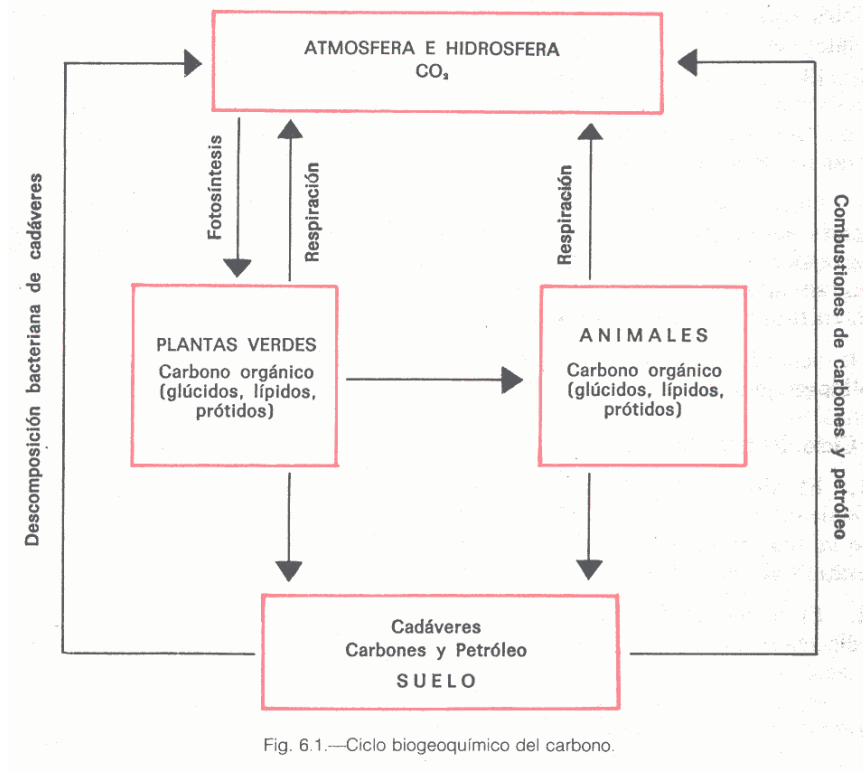 ATMOSFERA E HIDROSFERA
CO₂
Fotosíntesis
Respiración
Respiración
Descomposición bacteriana de cadáveres
Combustiones de carbones y petróleo
PLANTAS VERDES
Carbono orgánico
(glúcidos, lípidos,
prótidos)
ANIMALES
Carbono orgánico
(glúcidos, lípidos,
prótidos)
Cadáveres
Carbones y Petróleo
SUELO
Fig. 6.1.—Ciclo biogeoquímico del carbono.